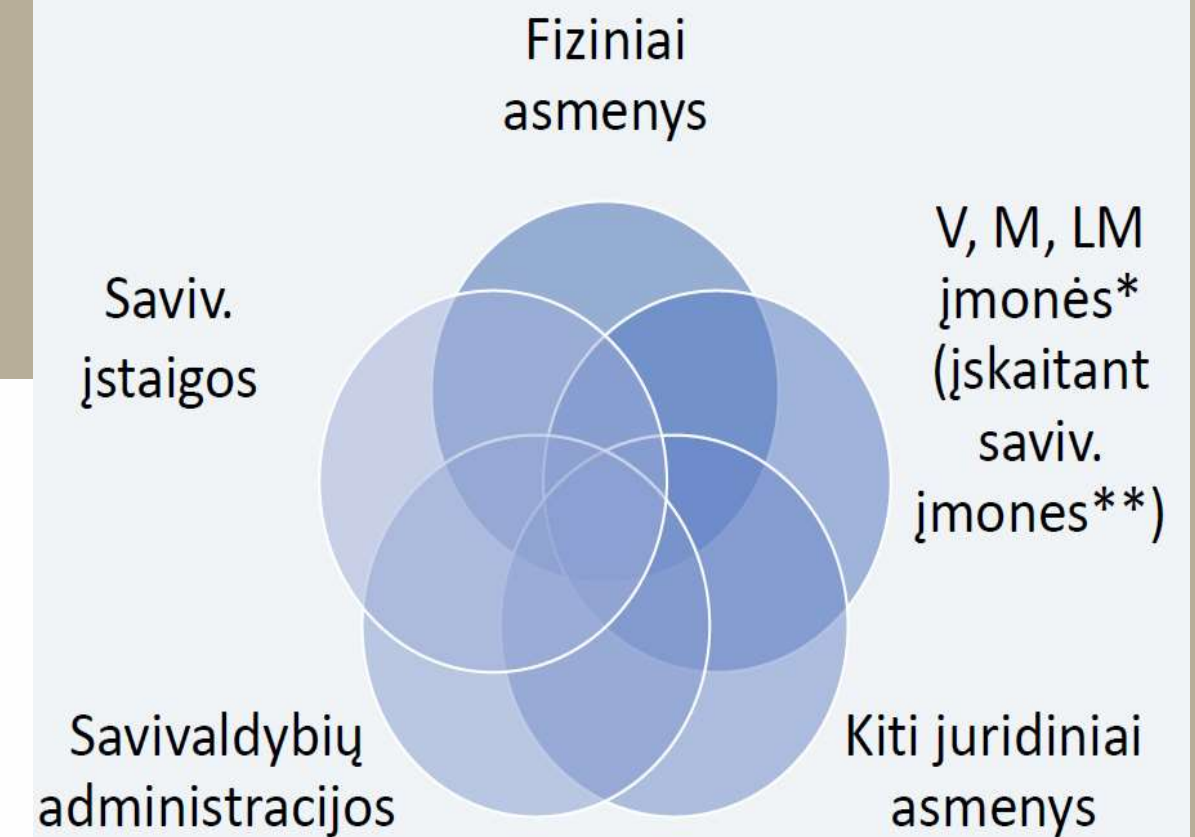 Fiziniai
asmenys
V, M, LM
įmonės*
(įskaitant
saviv.
įmones**)
Kiti juridiniai
asmenys
Savivaldybių
administracijos
Saviv.
įstaigos